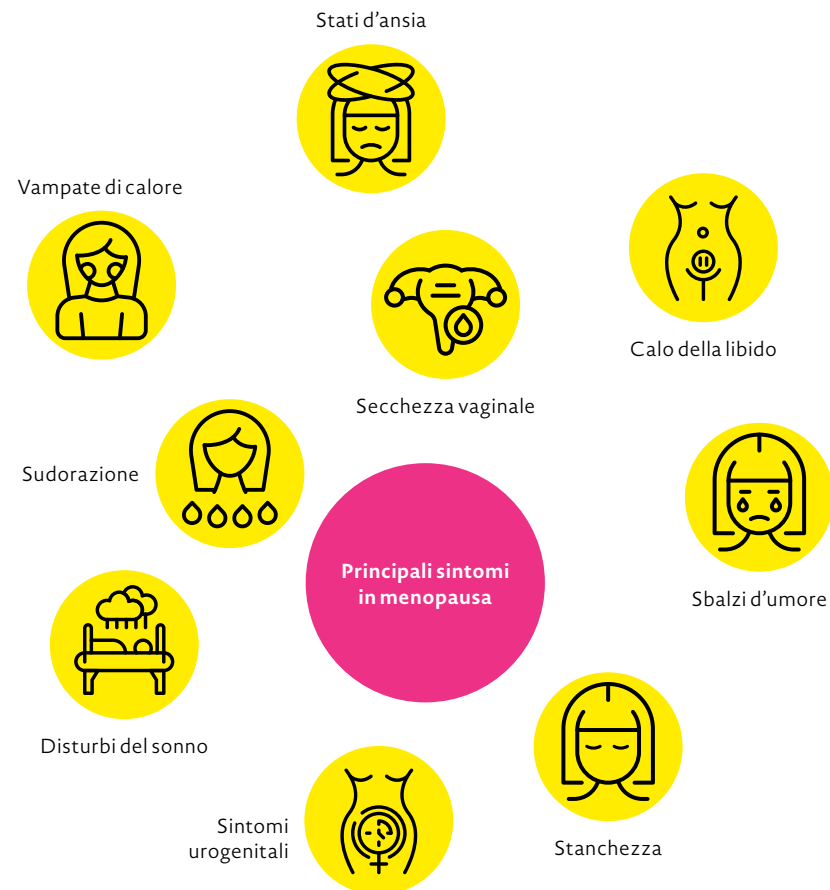 Stati d'ansia
Vampate di calore
Calo della libido
Secchezza vaginale
Sudorazione
Principali sintomi
in menopausa
Sbalzi d'umore
Disturbi del sonno
Sintomi
urogenitali
Stanchezza